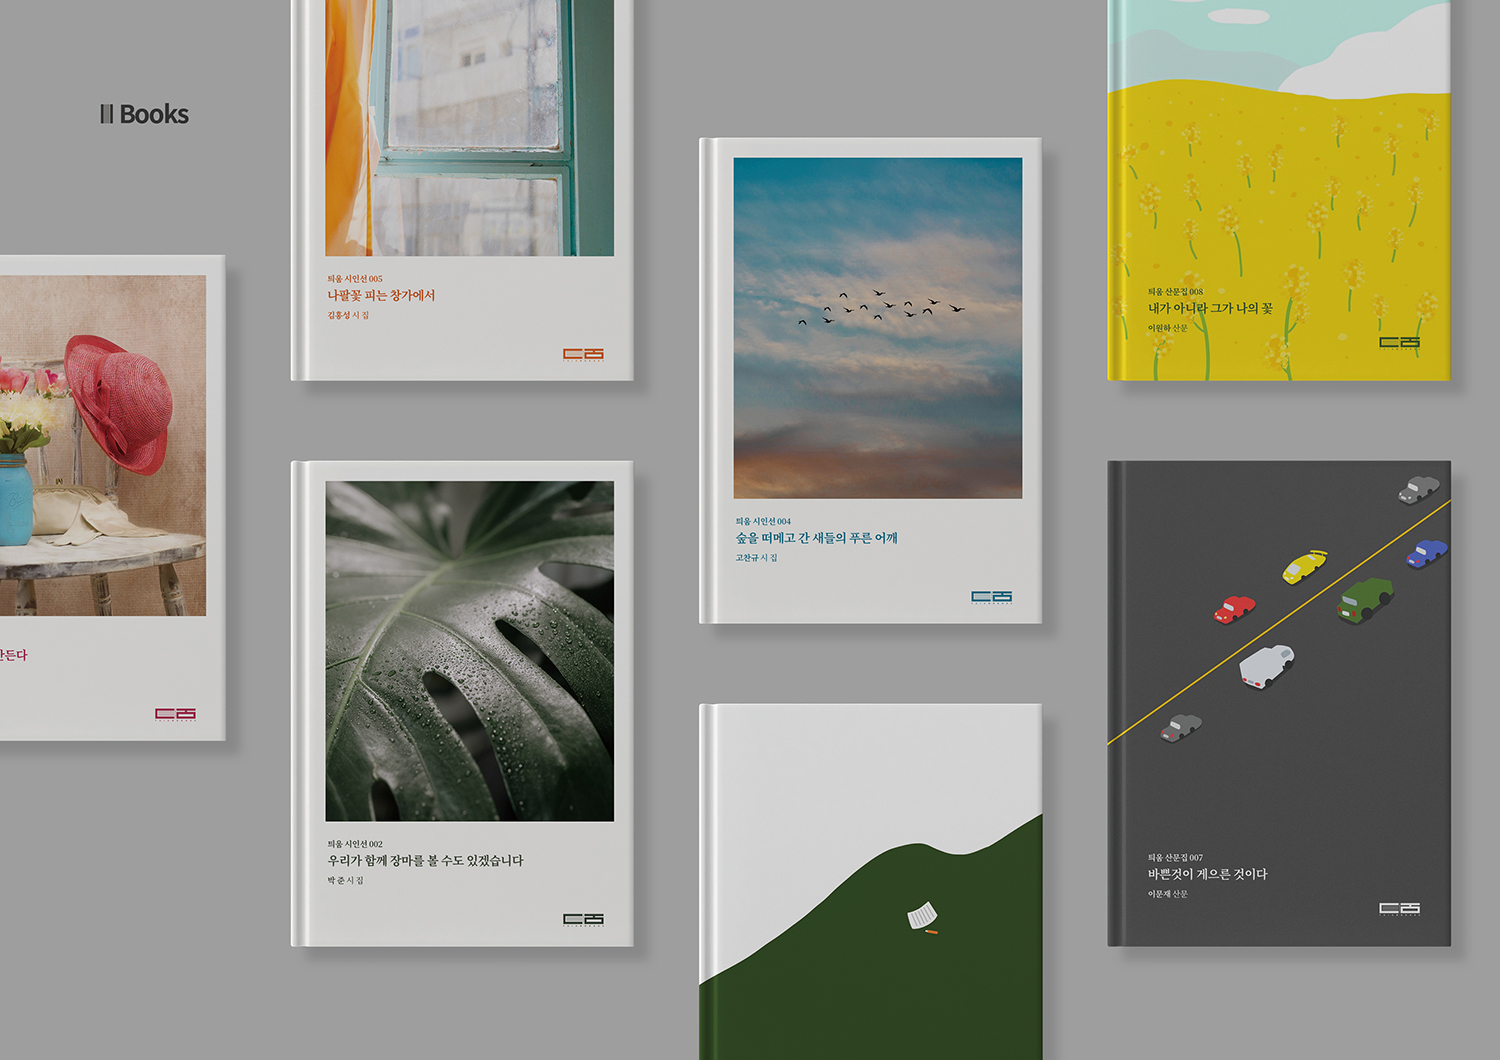 Books
틔움 시인선 005
나팔꽃 피는 창가에서
김홍성 시 집
틔움 시인선 004
숲을 떠메고 간 새들의 푸른 어깨
고찬규 시 집
틔움 산문집 008
내가 아니라 그가 나의 꽃
이원하 산문
만든다
틔움 시인선 002
우리가 함께 장마를 볼 수도 있겠습니다
박 준 시 집
틔움 산문집 007
바쁜것이 게으른 것이다
이문재 산문